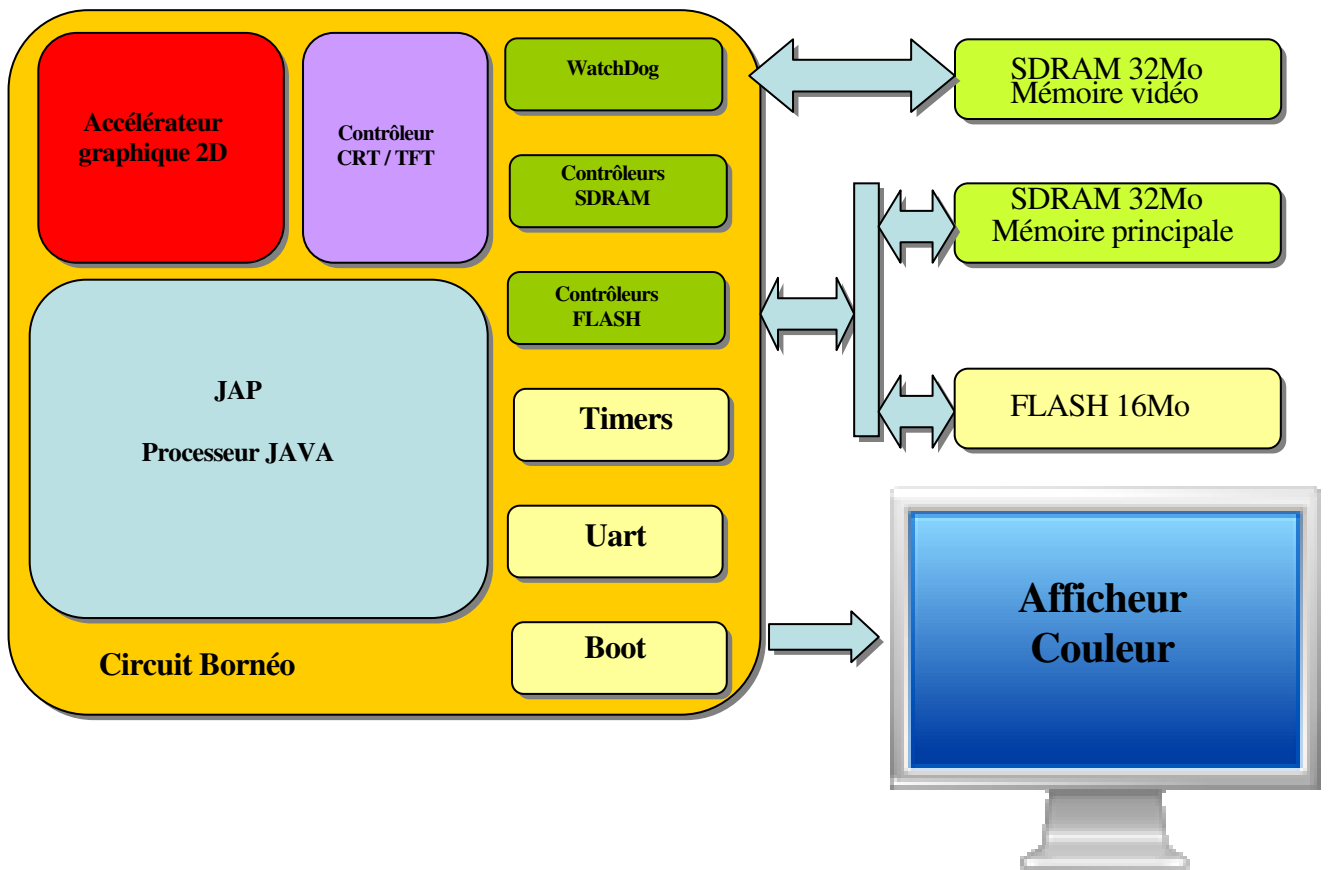 Accélérateur
graphique 2D
Contrôleur
CRT / TFT
WatchDog
Contrôleurs
SDRAM
Contrôleurs
FLASH
Timers
Uart
Boot
JAP
Processeur JAVA
Circuit Bornéo
SDRAM 32Mo
Mémoire vidéo
SDRAM 32Mo
Mémoire principale
FLASH 16Mo
Afficheur
Couleur